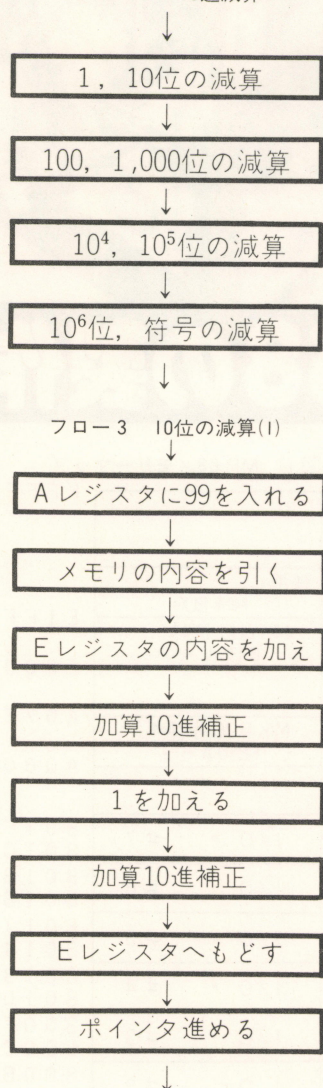 1，10位の減算
100，1,000位の減算
10⁴，10⁵位の減算
10⁶位，符号の減算
フロー3　10位の減算(1)
Aレジスタに99を入れる
メモリの内容を引く
Eレジスタの内容を加え
加算10進補正
1を加える
加算10進補正
Eレジスタへもどす
ポインタ進める